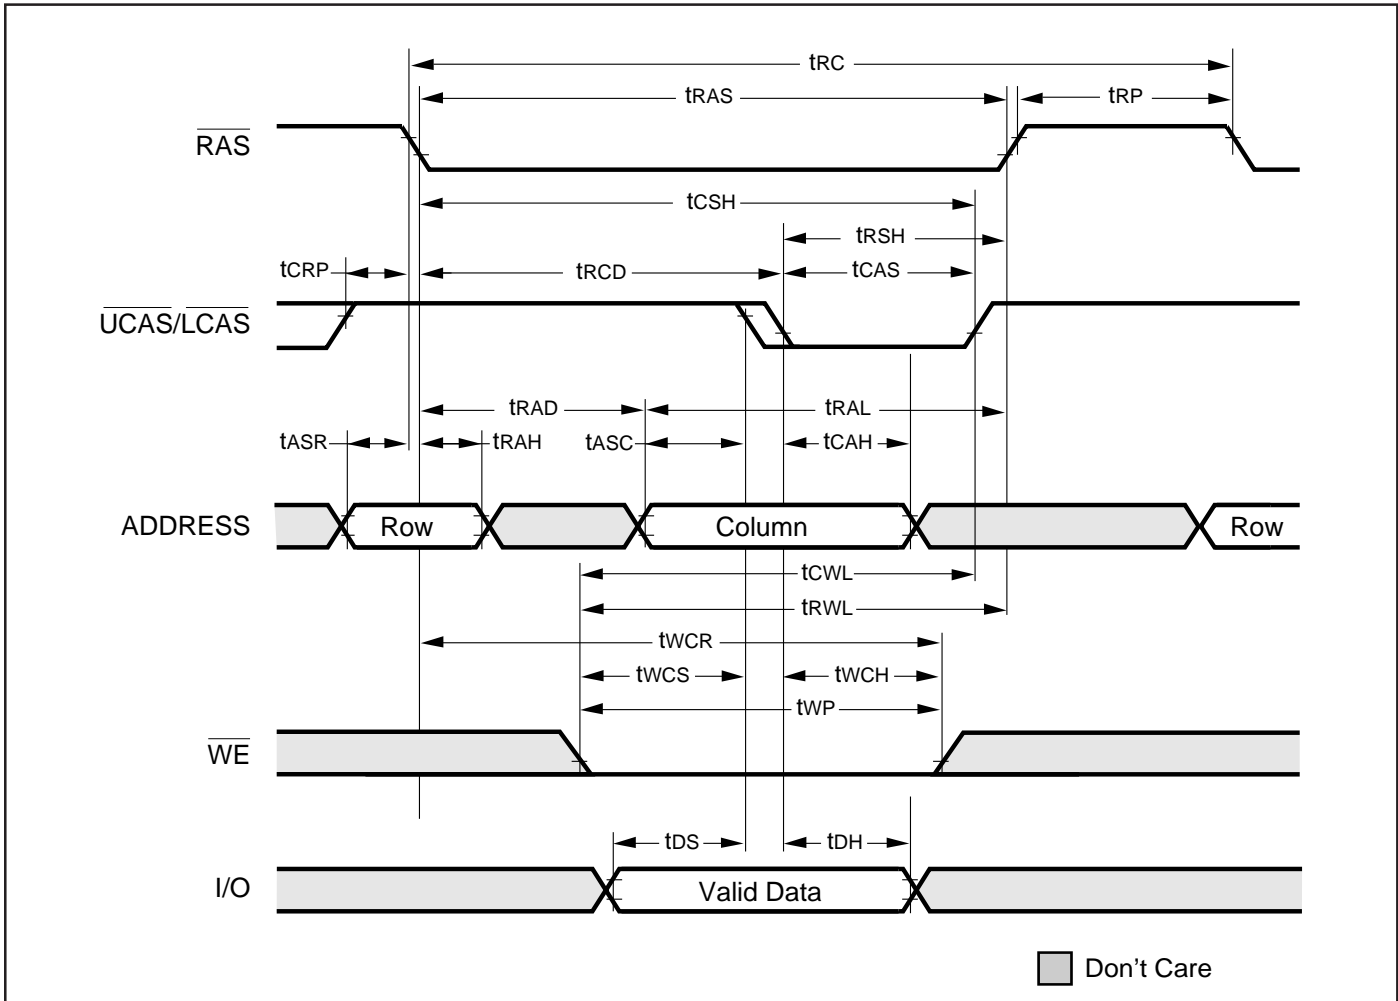 tRC
tRAS
tRP
RAS
tCSH
tRSH
tCRP
tRCD
tCAS
UCAS/LCAS
tRAD
tRAL
tASR
tRAH
tASC
tCAH
ADDRESS
Row
Column
Row
tCWL
tRWL
tWCR
tWCS
tWCH
tWP
WE
tDS
tDH
I/O
Valid Data
Don't Care